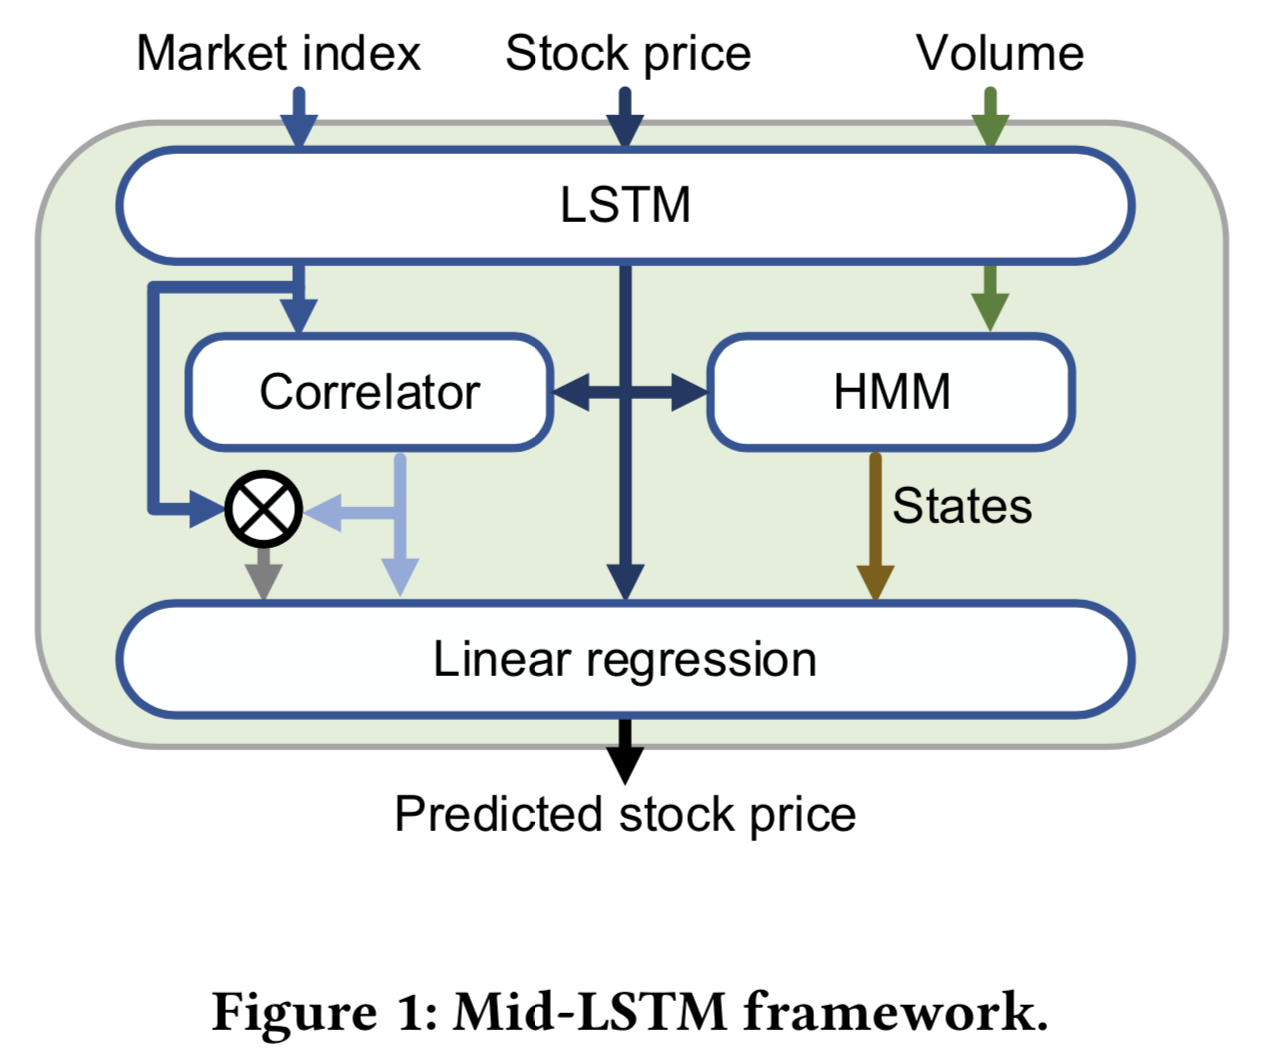 Market index
Stock price
Volume
LSTM
Correlator
HMM
States
Linear regression
Predicted stock price
Figure 1: Mid-LSTM framework.